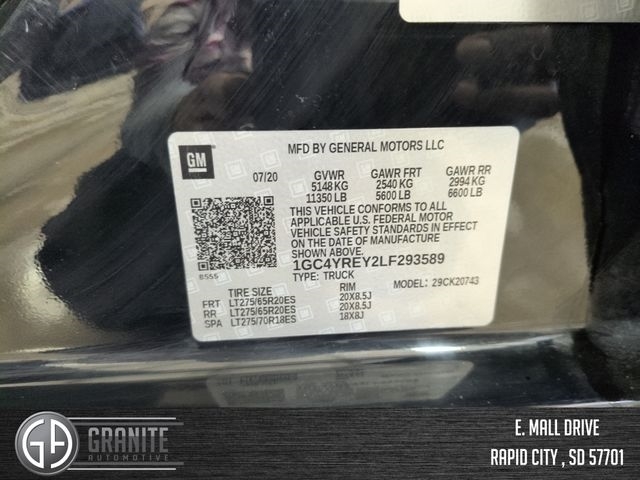 GM
MFD BY GENERAL MOTORS LLC
07/20 GVWR GAWR FRT GAWR RR
5148 KG 2540 KG 2994 KG
11350 LB 5600 LB 6600 LB
THIS VEHICLE CONFORMS TO ALL
APPLICABLE U.S. FEDERAL MOTOR
VEHICLE SAFETY STANDARDS IN EFFECT
ON THE DATE OF MANUFACTURE SHOWN ABOVE.
1GC4YREY2LF293589
8555 TYPE: TRUCK MODEL: 29CK20743
TIRE SIZE RIM
FRT LT275/65R20ES 20X8.5J
RR LT275/65R20ES 20X8.5J
SPA LT275/70R18ES 18X8J
GA GRANITE
AUTOMOTIVE
E. MALL DRIVE
RAPID CITY , SD 57701